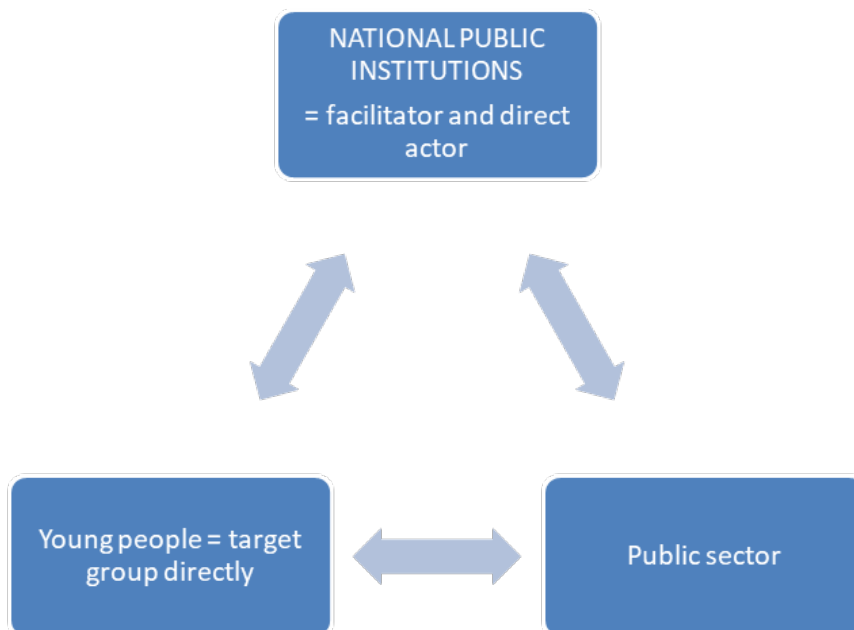 NATIONAL PUBLIC
INSTITUTIONS
= facilitator and direct
actor
Young people = target
group directly
Public sector